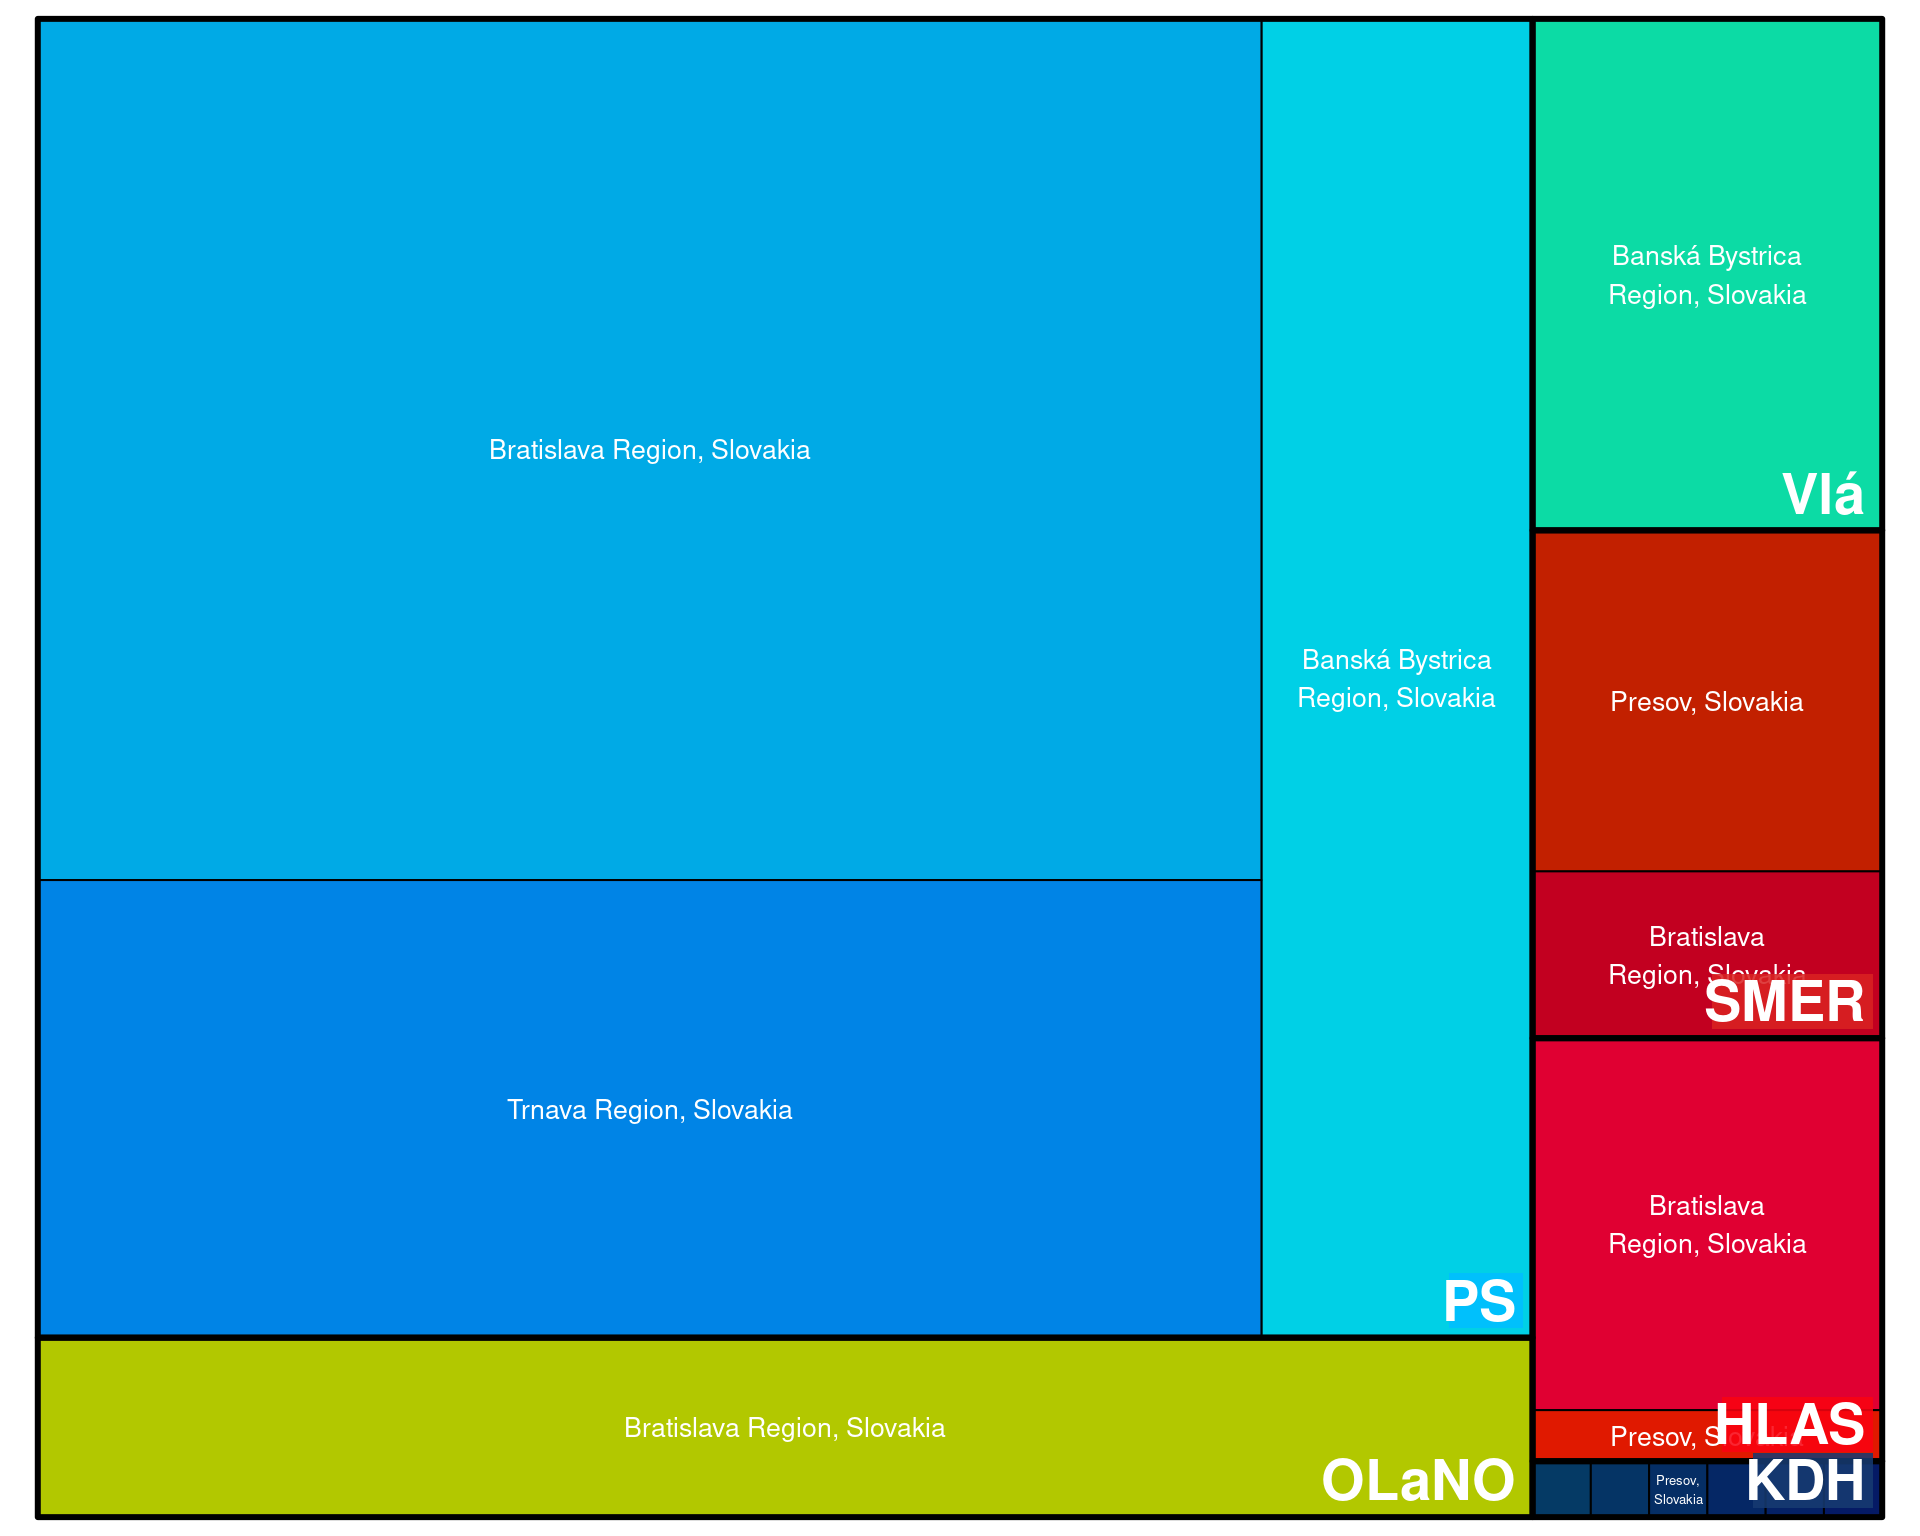 Bratislava Region, Slovakia
Trnava Region, Slovakia
Banská Bystrica
Region, Slovakia
PS
Bratislava Region, Slovakia
OLaNO
Banská Bystrica
Region, Slovakia
Vlá
Presov, Slovakia
Bratislava
Region, Slovakia
SMER
Bratislava
Region, Slovakia
Presov, Slovakia
HLAS
Presov,
Slovakia
KDH